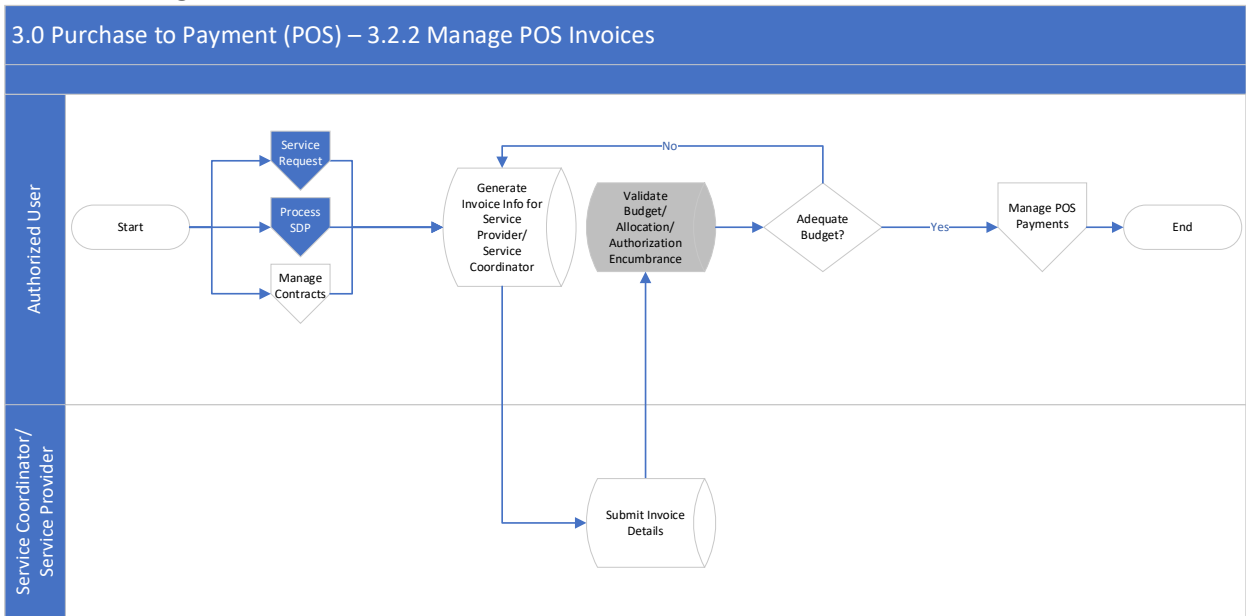 3.0 Purchase to Payment (POS) – 3.2.2 Manage POS Invoices
Authorized User
Start
Service
Request
Process
SDP
Manage
Contracts
Generate
Invoice Info for
Service
Provider/
Service
Coordinator
No
Validate
Budget/
Allocation/
Authorization
Encumbrance
Adequate
Budget?
Yes
Manage POS
Payments
End
Service Coordinator/
Service Provider
Submit Invoice
Details